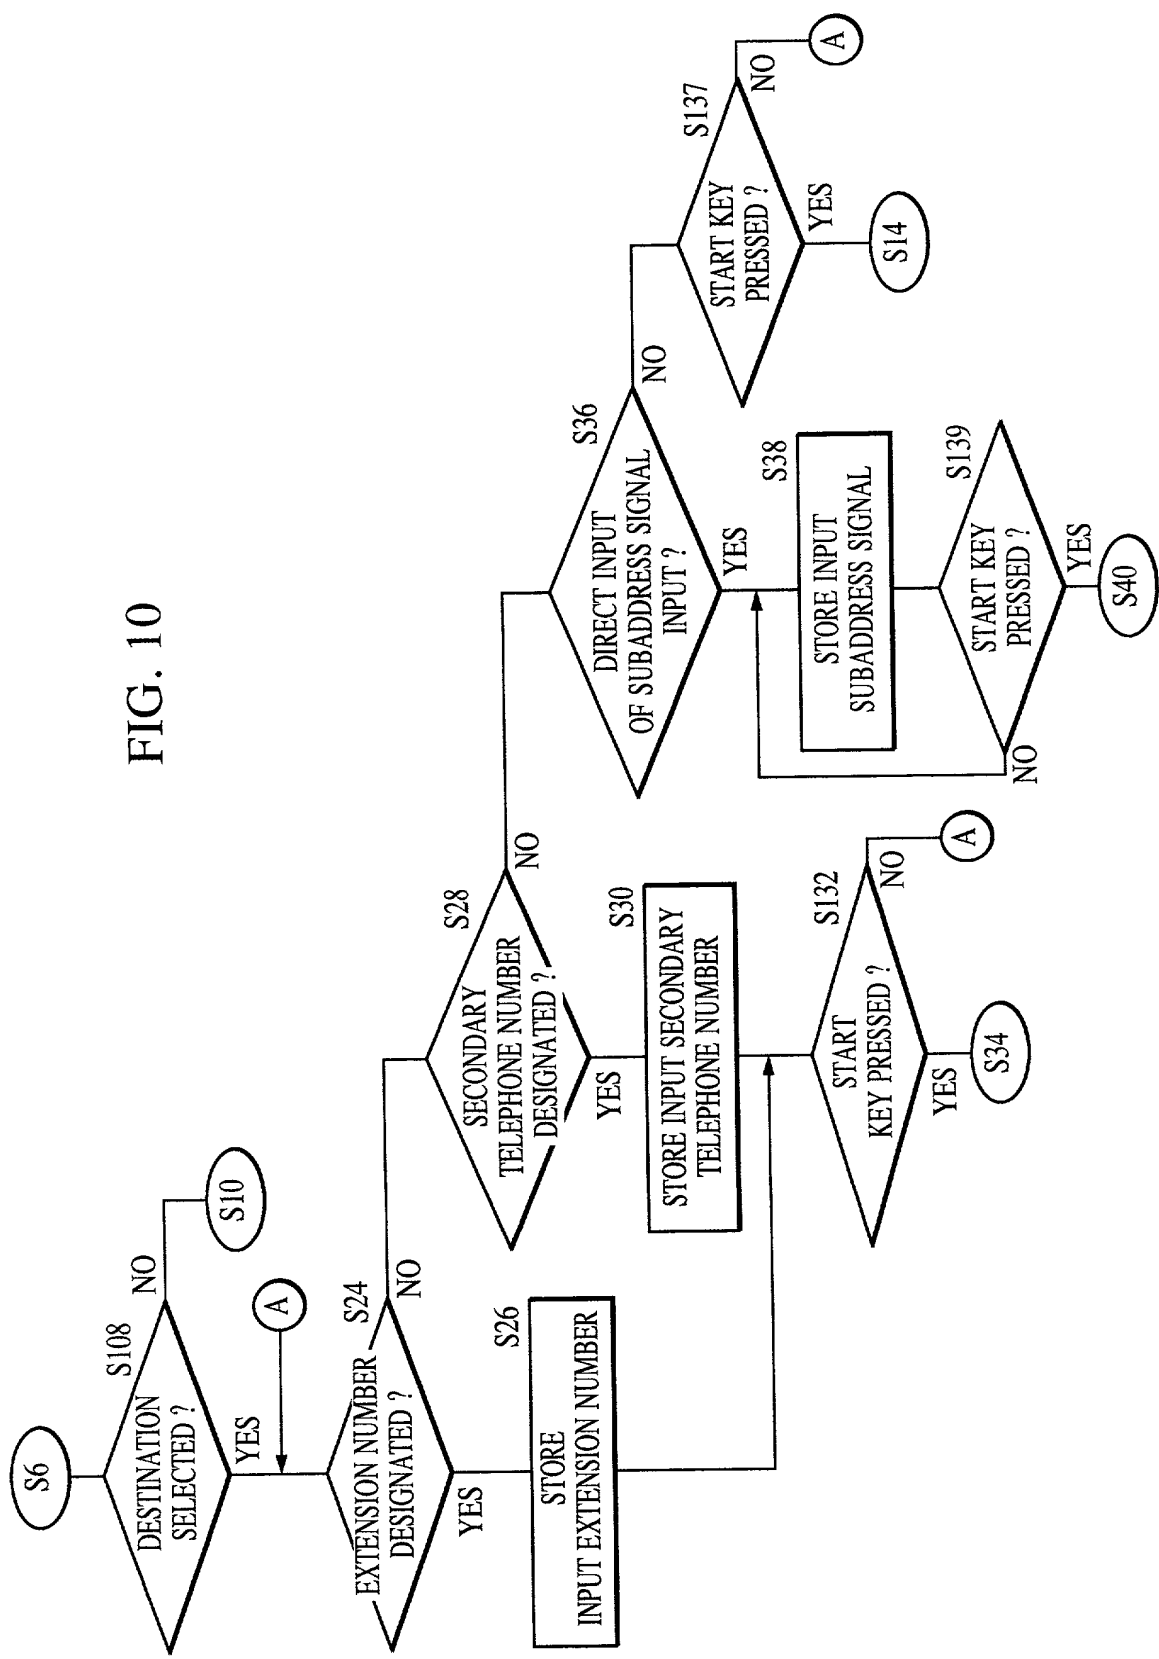 FIG. 10
S6
S108
DESTINATION
SELECTED ?
NO
S10
YES
A
S24
EXTENSION NUMBER
DESIGNATED ?
NO
YES
S26
STORE
INPUT EXTENSION NUMBER
S28
SECONDARY
TELEPHONE NUMBER
DESIGNATED ?
NO
YES
S30
STORE INPUT SECONDARY
TELEPHONE NUMBER
S132
START
KEY PRESSED ?
NO
A
YES
S34
S36
DIRECT INPUT
OF SUBADDRESS SIGNAL
INPUT ?
NO
YES
S38
STORE INPUT
SUBADDRESS SIGNAL
S139
START KEY
PRESSED ?
NO
YES
S40
S137
START KEY
PRESSED ?
NO
A
YES
S14